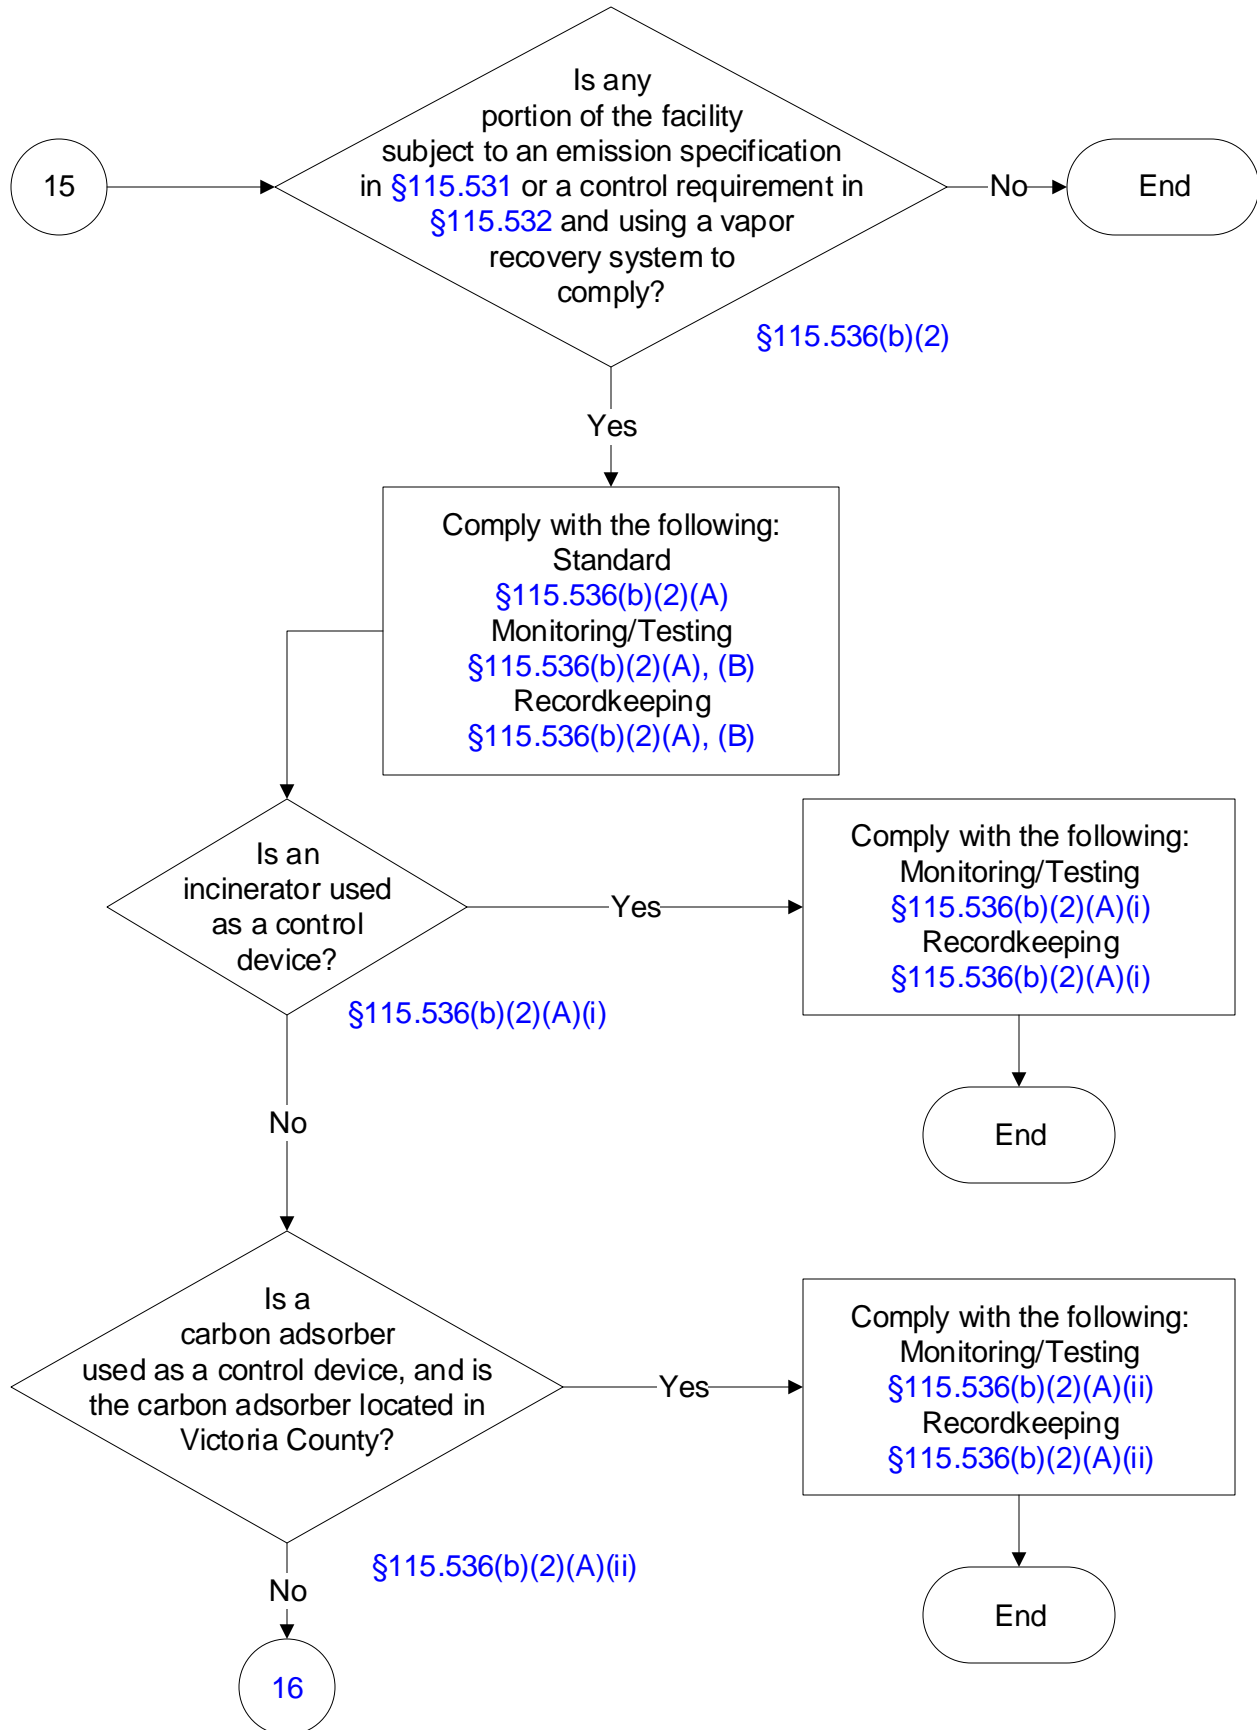 Is any
portion of the facility
subject to an emission specification
in §115.531 or a control requirement in
§115.532 and using a vapor
recovery system to
comply?
15
No
End
§115.536(b)(2)
Yes
Comply with the following:
Standard
§115.536(b)(2)(A)
Monitoring/Testing
§115.536(b)(2)(A), (B)
Recordkeeping
§115.536(b)(2)(A), (B)
Is an
incinerator used
as a control
device?
§115.536(b)(2)(A)(i)
Yes
Comply with the following:
Monitoring/Testing
§115.536(b)(2)(A)(i)
Recordkeeping
§115.536(b)(2)(A)(i)
End
No
Is a
carbon adsorber
used as a control device, and is
the carbon adsorber located in
Victoria County?
§115.536(b)(2)(A)(ii)
Yes
Comply with the following:
Monitoring/Testing
§115.536(b)(2)(A)(ii)
Recordkeeping
§115.536(b)(2)(A)(ii)
End
No
16